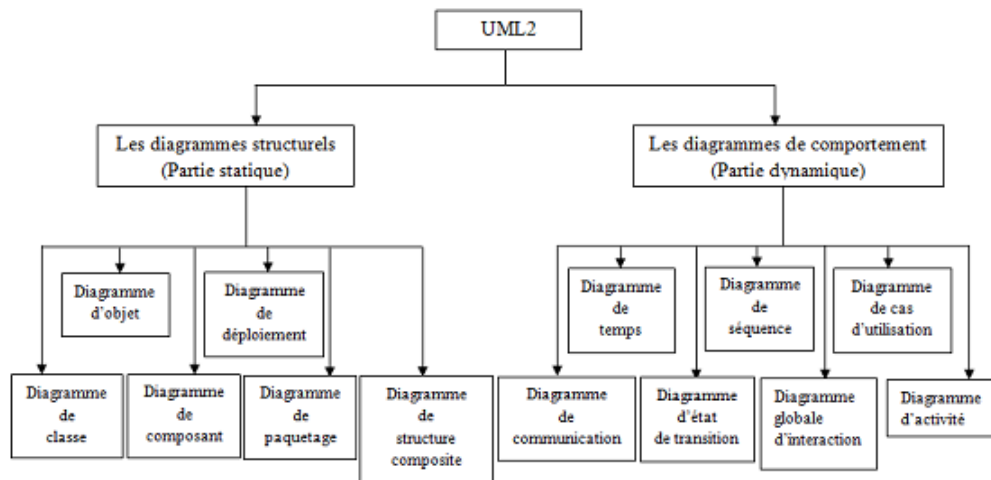 UML2
Les diagrammes structurels
(Partie statique)
Les diagrammes de comportement
(Partie dynamique)
Diagramme
d'objet
Diagramme
de
déploiement
Diagramme
de
temps
Diagramme
de
séquence
Diagramme
de cas
d'utilisation
Diagramme
de
classe
Diagramme
de
composant
Diagramme
de
paquetage
Diagramme
de
structure
composite
Diagramme
de
communication
Diagramme
d'état
de transition
Diagramme
globale
d'interaction
Diagramme
d'activité